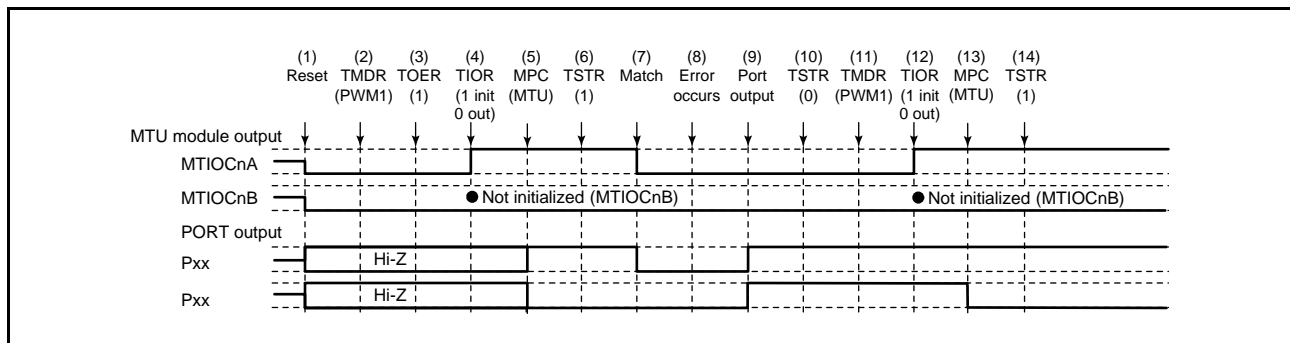 (1) (2) (3) (4) (5) (6) (7) (8) (9) (10) (11) (12) (13) (14)
Reset TMDR TOER TIOR MPC TSTR Match Error Port TSTR TMDR TIOR MPC TSTR
(PWM1) (1) (1 init (MTU) (1) occurs output (0) (PWM1) (1 init (MTU) (1)
0 out) 0 out)
MTU module output
MTIOCnA
MTIOCnB ● Not initialized (MTIOCnB) ● Not initialized (MTIOCnB)
PORT output
Pxx Hi-Z
Pxx Hi-Z